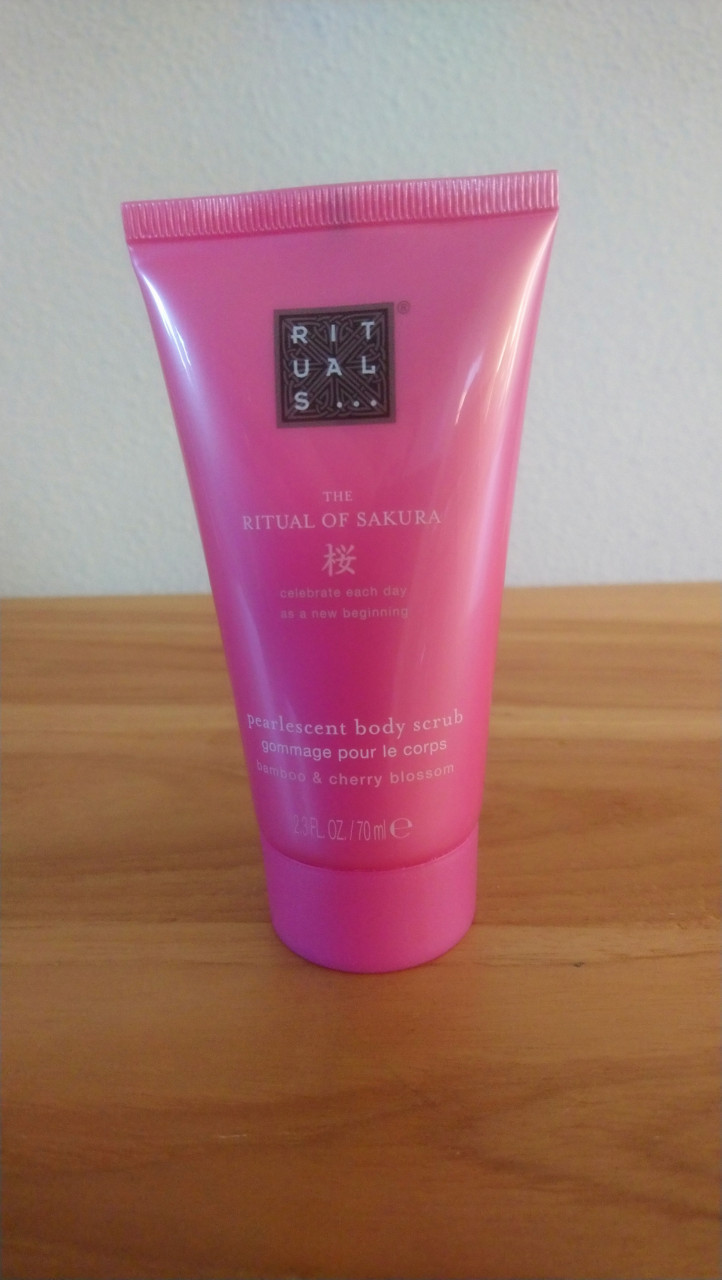 RIT
UAL
S...
®
THE
RITUAL OF SAKURA
桜
celebrate each day
as a new beginning
pearlescent body scrub
gommage pour le corps
bamboo & cherry blossom
2.3 FL. OZ. / 70 ml ℮